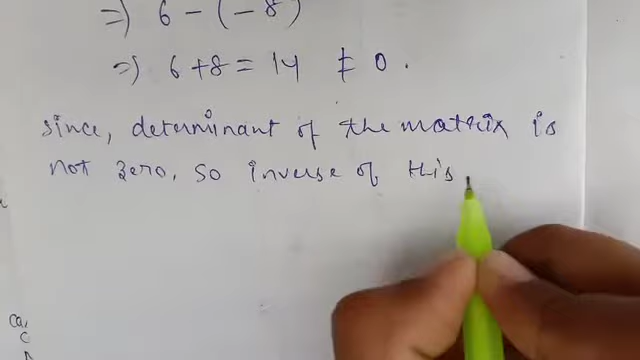 =) 6 - (-8)
=) 6 + 8 = 14 ≠ 0 .
since, determinant of the matrix is
not zero, so inverse of this